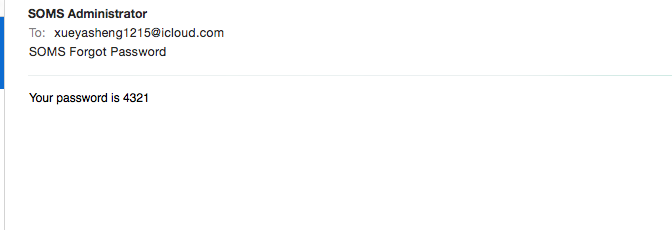 SOMS Administrator
To: xueyasheng1215@icloud.com
SOMS Forgot Password
Your password is 4321